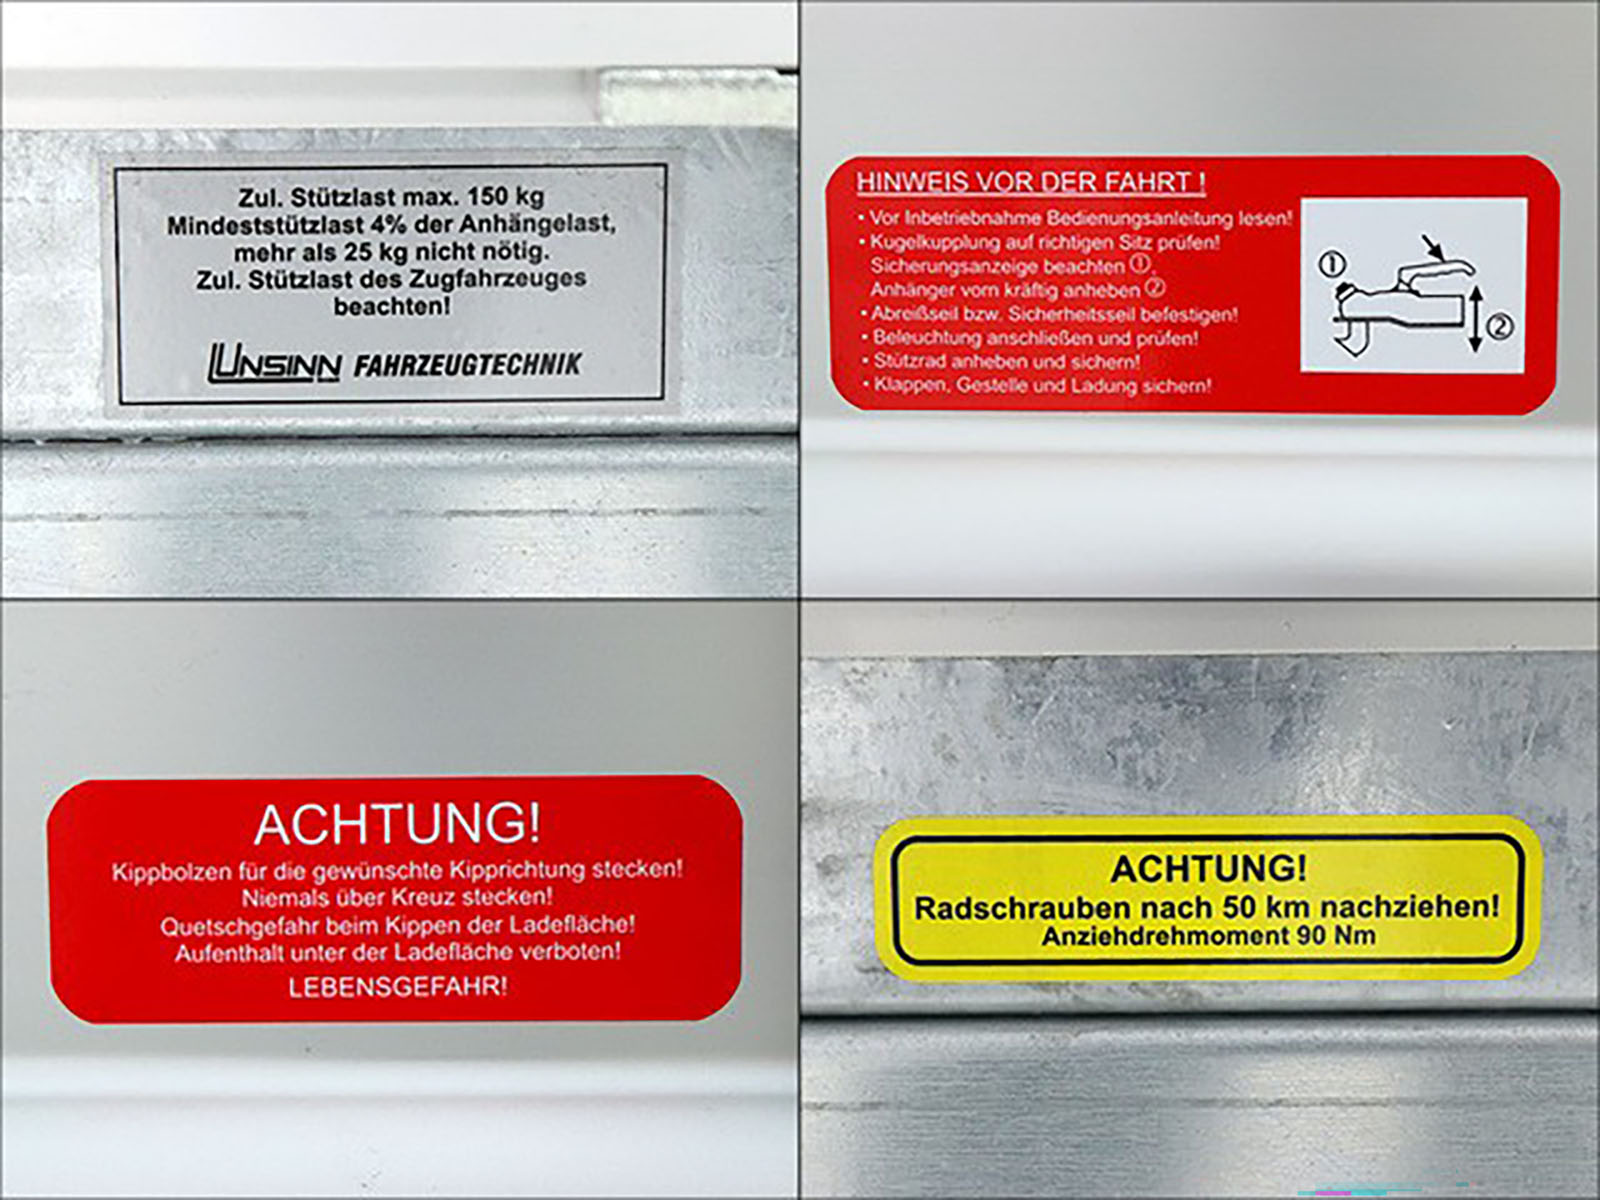 Zul. Stützlast max. 150 kg
Mindeststützlast 4% der Anhängelast,
mehr als 25 kg nicht nötig.
Zul. Stützlast des Zugfahrzeuges
beachten!
UNSINN FAHRZEUGTECHNIK
HINWEIS VOR DER FAHRT !
• Vor Inbetriebnahme Bedienungsanleitung lesen!
• Kugelkupplung auf richtigen Sitz prüfen!
Sicherungsanzeige beachten ①,
Anhänger vorn kräftig anheben ②
• Abreißseil bzw. Sicherheitsseil befestigen!
• Beleuchtung anschließen und prüfen!
• Stützrad anheben und sichern!
• Klappen, Gestelle und Ladung sichern!
①
②
ACHTUNG!
Kippbolzen für die gewünschte Kipprichtung stecken!
Niemals über Kreuz stecken!
Quetschgefahr beim Kippen der Ladefläche!
Aufenthalt unter der Ladefläche verboten!
LEBENSGEFAHR!
ACHTUNG!
Radschrauben nach 50 km nachziehen!
Anziehdrehmoment 90 Nm